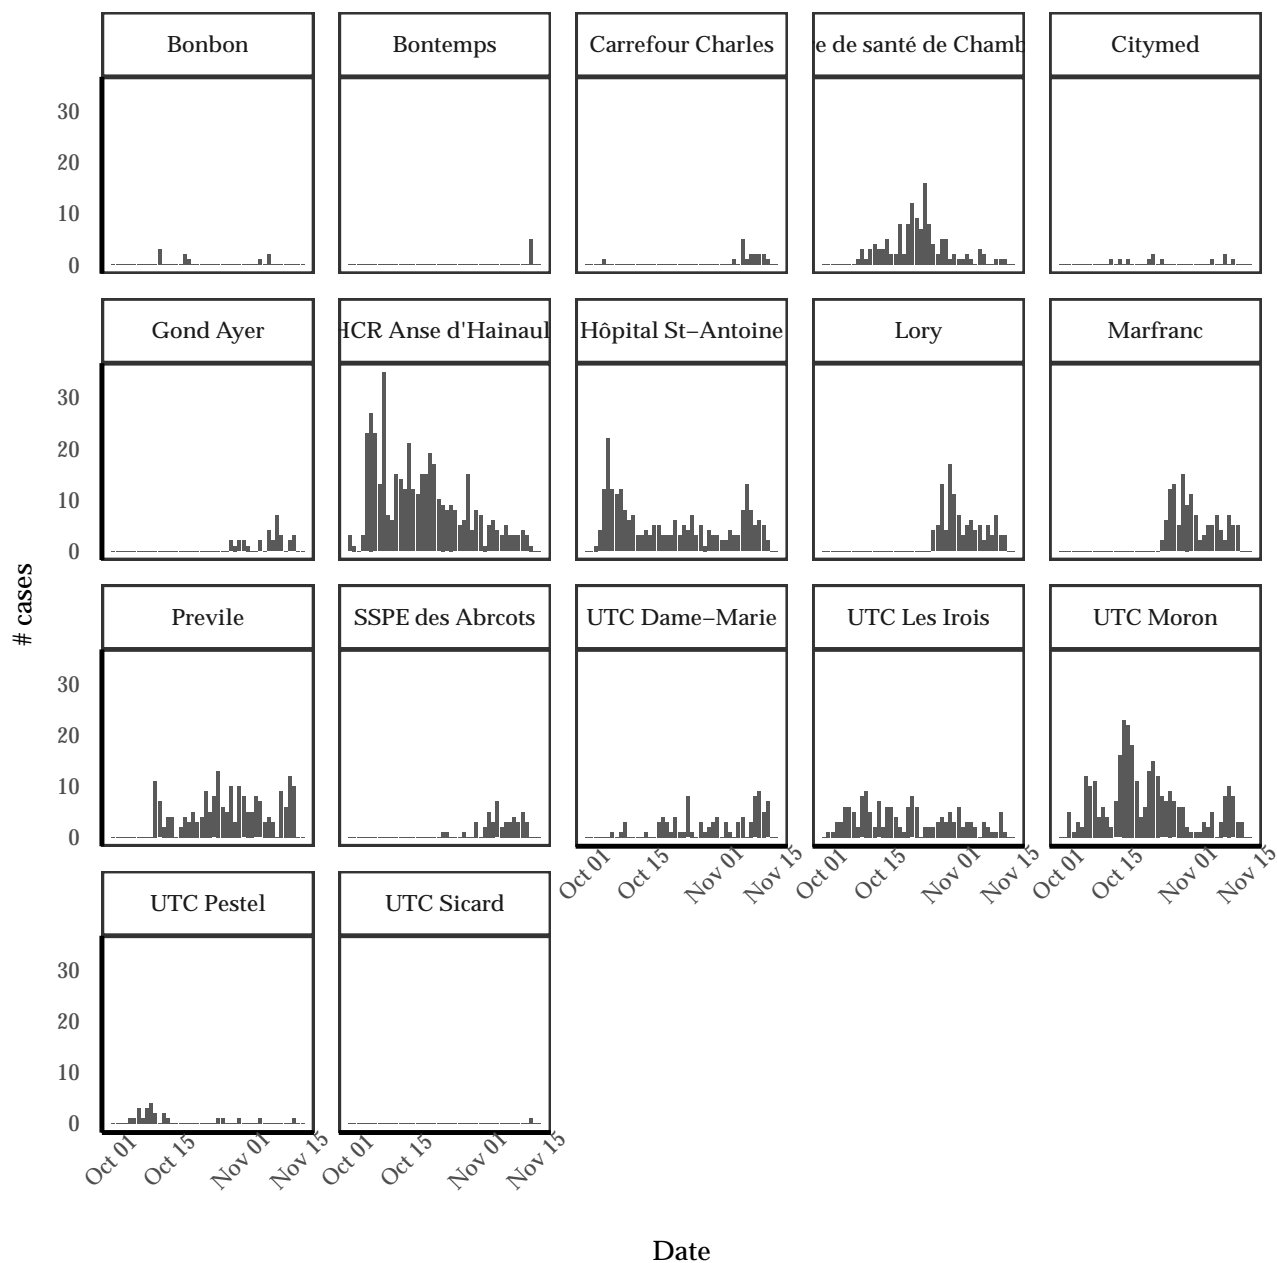 Bonbon Bontemps Carrefour Charles e de santé de Chamb Citymed
30
20
10
0
Gond Ayer HCR Anse d'Hainaul Hôpital St−Antoine Lory Marfranc
30
20
10
0
# cases
Previle SSPE des Abrcots UTC Dame−Marie UTC Les Irois UTC Moron
30
20
10
0
Oct 01 Oct 15 Nov 01 Nov 15 Oct 01 Oct 15 Nov 01 Nov 15 Oct 01 Oct 15 Nov 01 Nov 15
UTC Pestel UTC Sicard
30
20
10
0
Oct 01 Oct 15 Nov 01 Nov 15 Oct 01 Oct 15 Nov 01 Nov 15
Date